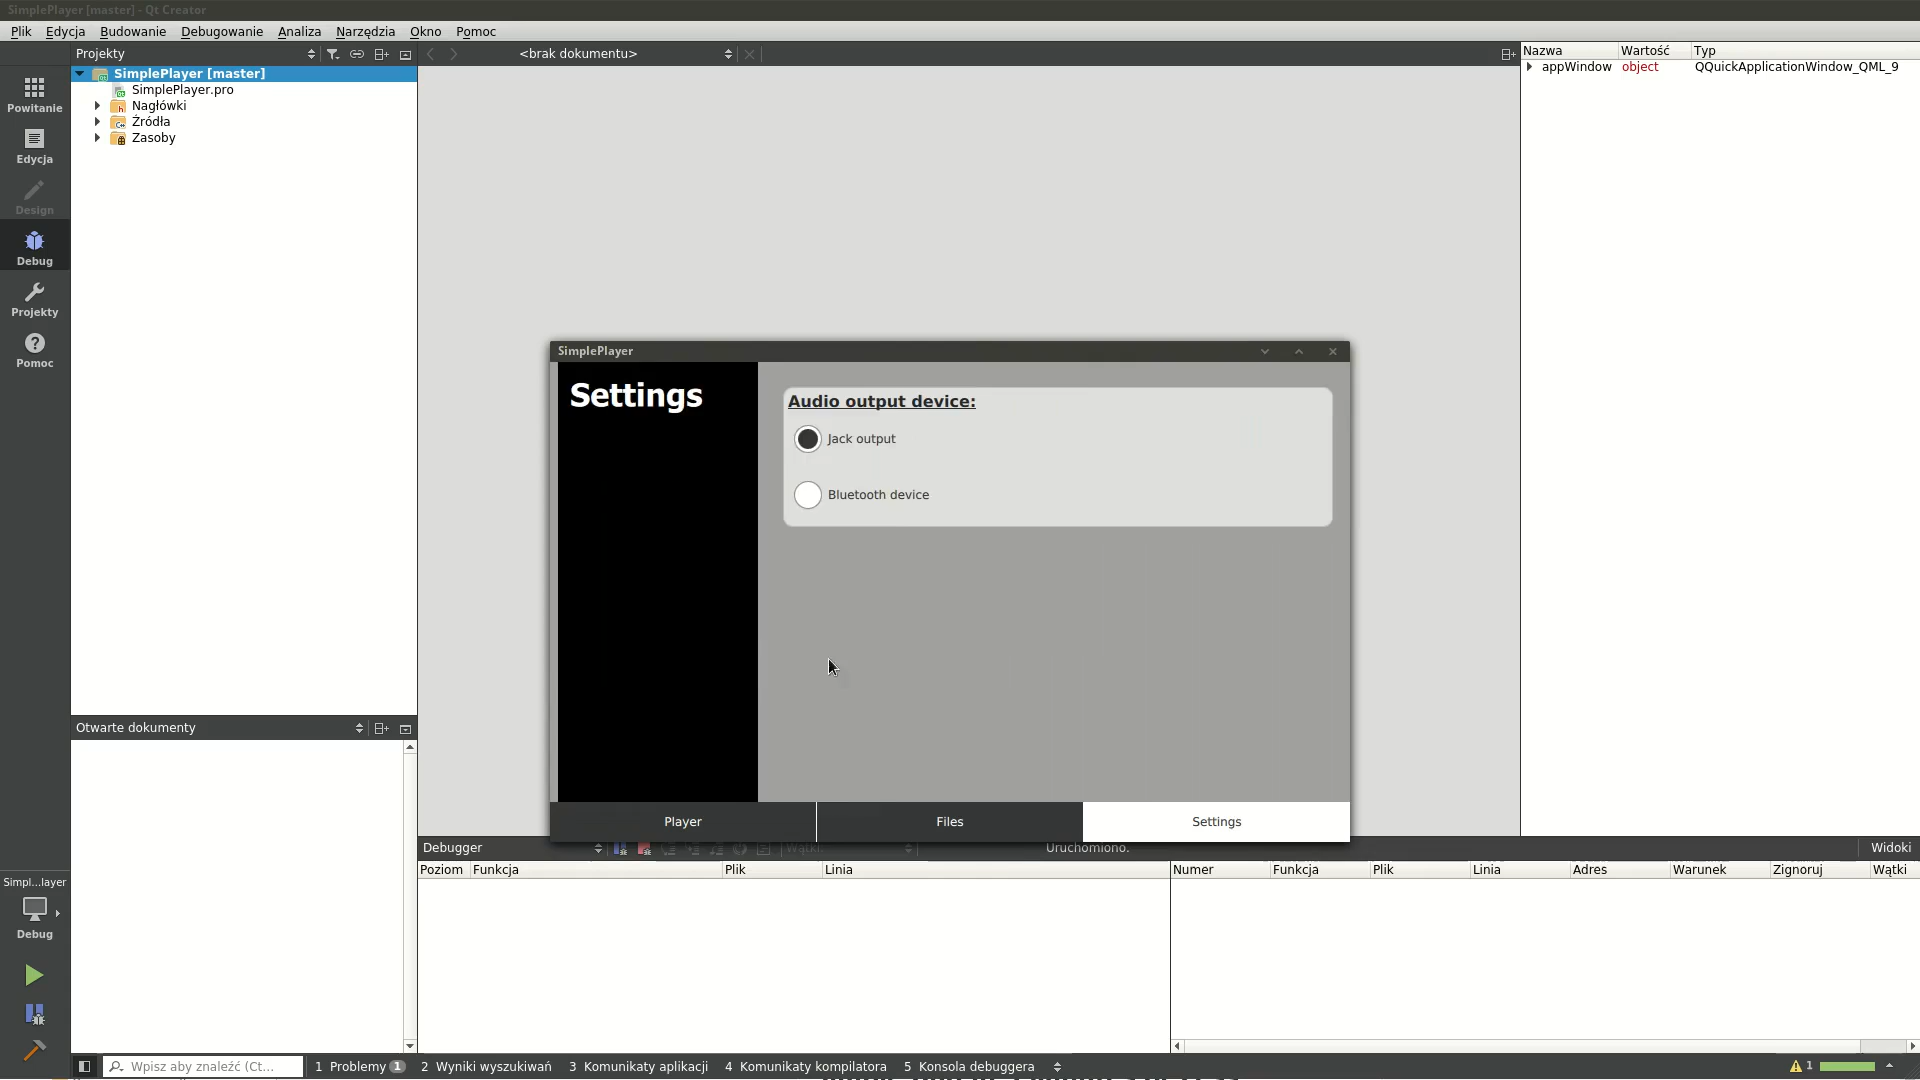 SimplePlayer [master] - Qt Creator
Plik Edycja Budowanie Debugowanie Analiza Narzędzia Okno Pomoc
Projekty
<brak dokumentu>
Nazwa Wartość Typ
SimplePlayer [master]
appWindow object QQuickApplicationWindow_QML_9
SimplePlayer.pro
Nagłówki
Źródła
Zasoby
Powitanie
Edycja
Design
Debug
Projekty
Pomoc
SimplePlayer
Settings
Audio output device:
Jack output
Bluetooth device
Player Files Settings
Otwarte dokumenty
Debugger Wątki: Uruchomiono. Widoki
Poziom Funkcja Plik Linia
Numer Funkcja Plik Linia Adres Warunek Zignoruj Wątki
Simpl...layer
Debug
Wpisz aby znaleźć (Ct... 1 Problemy 1 2 Wyniki wyszukiwań 3 Komunikaty aplikacji 4 Komunikaty kompilatora 5 Konsola debuggera 1